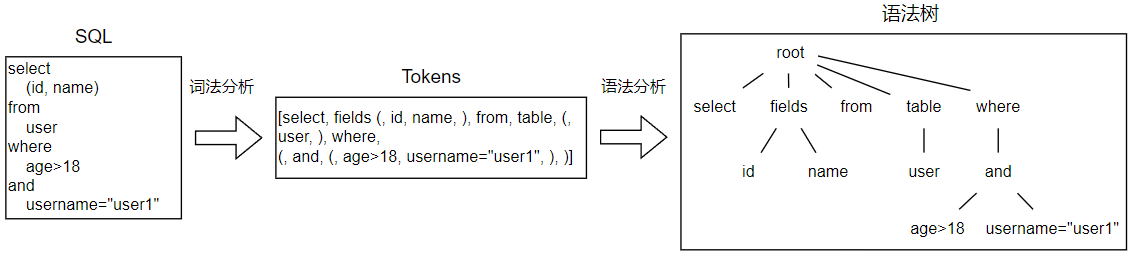 SQL
select
(id, name)
from
user
where
age>18
and
username="user1"
词法分析
Tokens
[select, fields (, id, name, ), from, table, (,
user, ), where,
(, and, (, age>18, username="user1", ), )]
语法分析
语法树
root
select fields from table where
id name user and
age>18 username="user1"